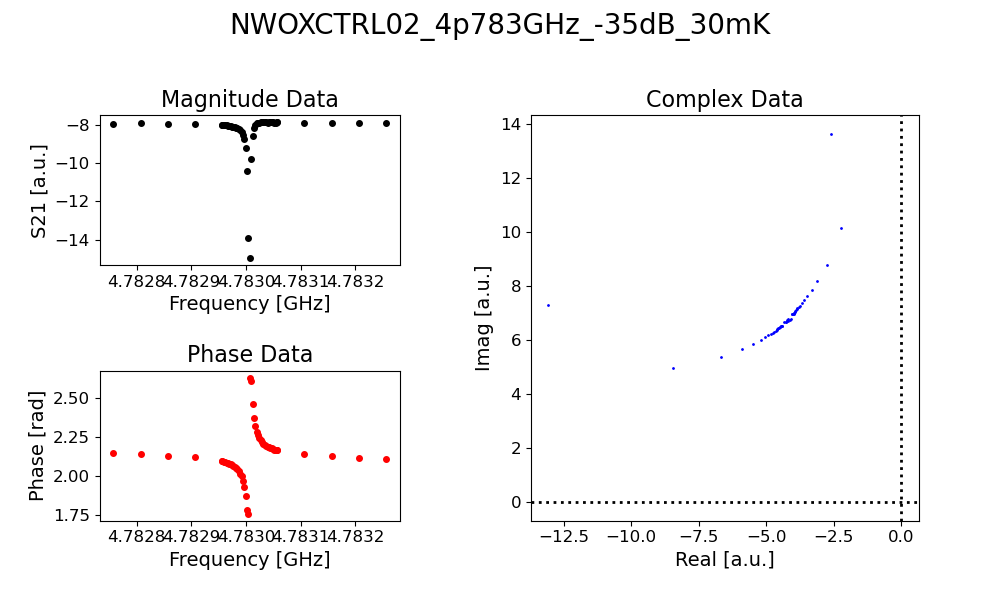 NWOXCTRL02_4p783GHz_-35dB_30mK
Magnitude Data
S21 [a.u.]
−8
−10
−12
−14
4.7828 4.7829 4.7830 4.7831 4.7832
Frequency [GHz]
Phase Data
Phase [rad]
2.50
2.25
2.00
1.75
4.7828 4.7829 4.7830 4.7831 4.7832
Frequency [GHz]
Complex Data
Imag [a.u.]
14
12
10
8
6
4
2
0
−12.5 −10.0 −7.5 −5.0 −2.5 0.0
Real [a.u.]